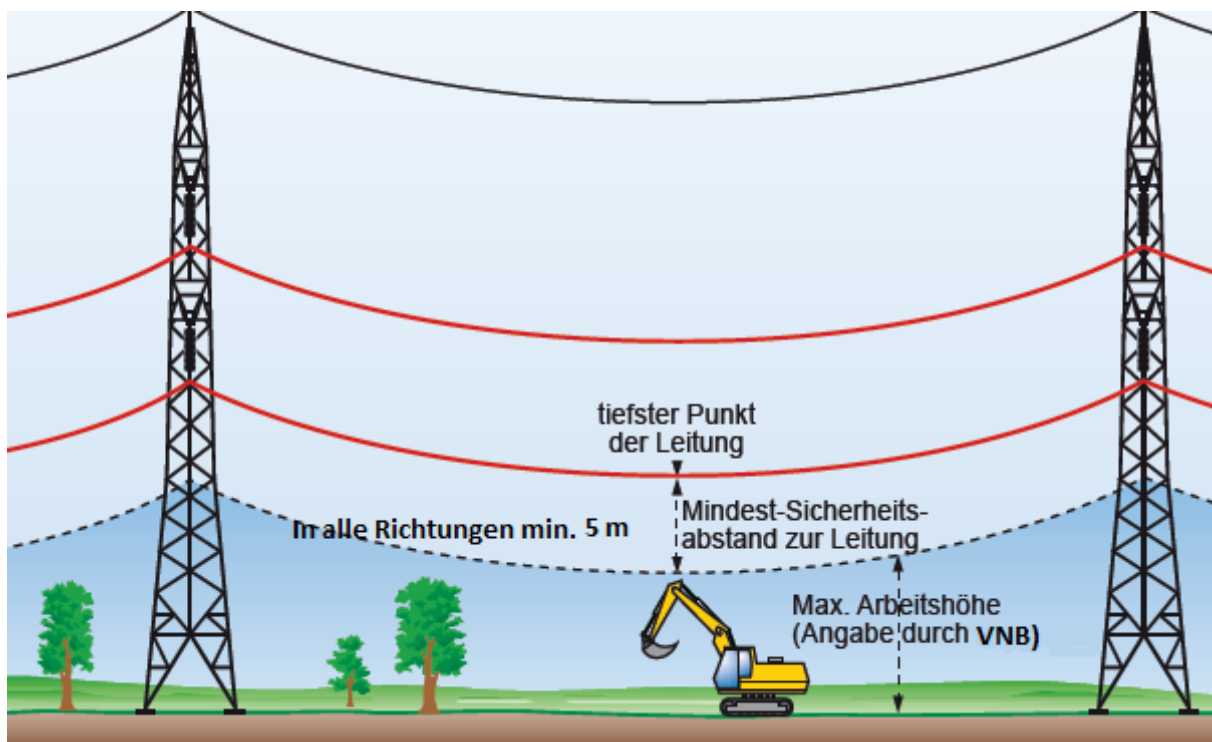 tiefster Punkt
der Leitung
In alle Richtungen min. 5 m
Mindest-Sicherheits-
abstand zur Leitung
Max. Arbeitshöhe
(Angabe durch VNB)